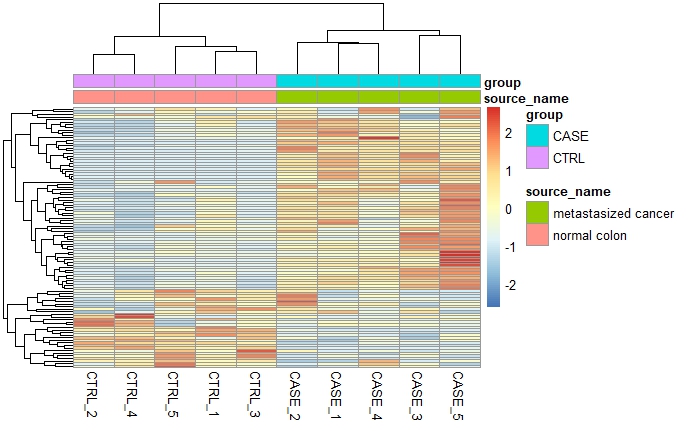 group
source_name
group
CASE
CTRL
source_name
metastasized cancer
normal colon
2
1
0
-1
-2
CTRL_2
CTRL_4
CTRL_5
CTRL_1
CTRL_3
CASE_2
CASE_1
CASE_4
CASE_3
CASE_5